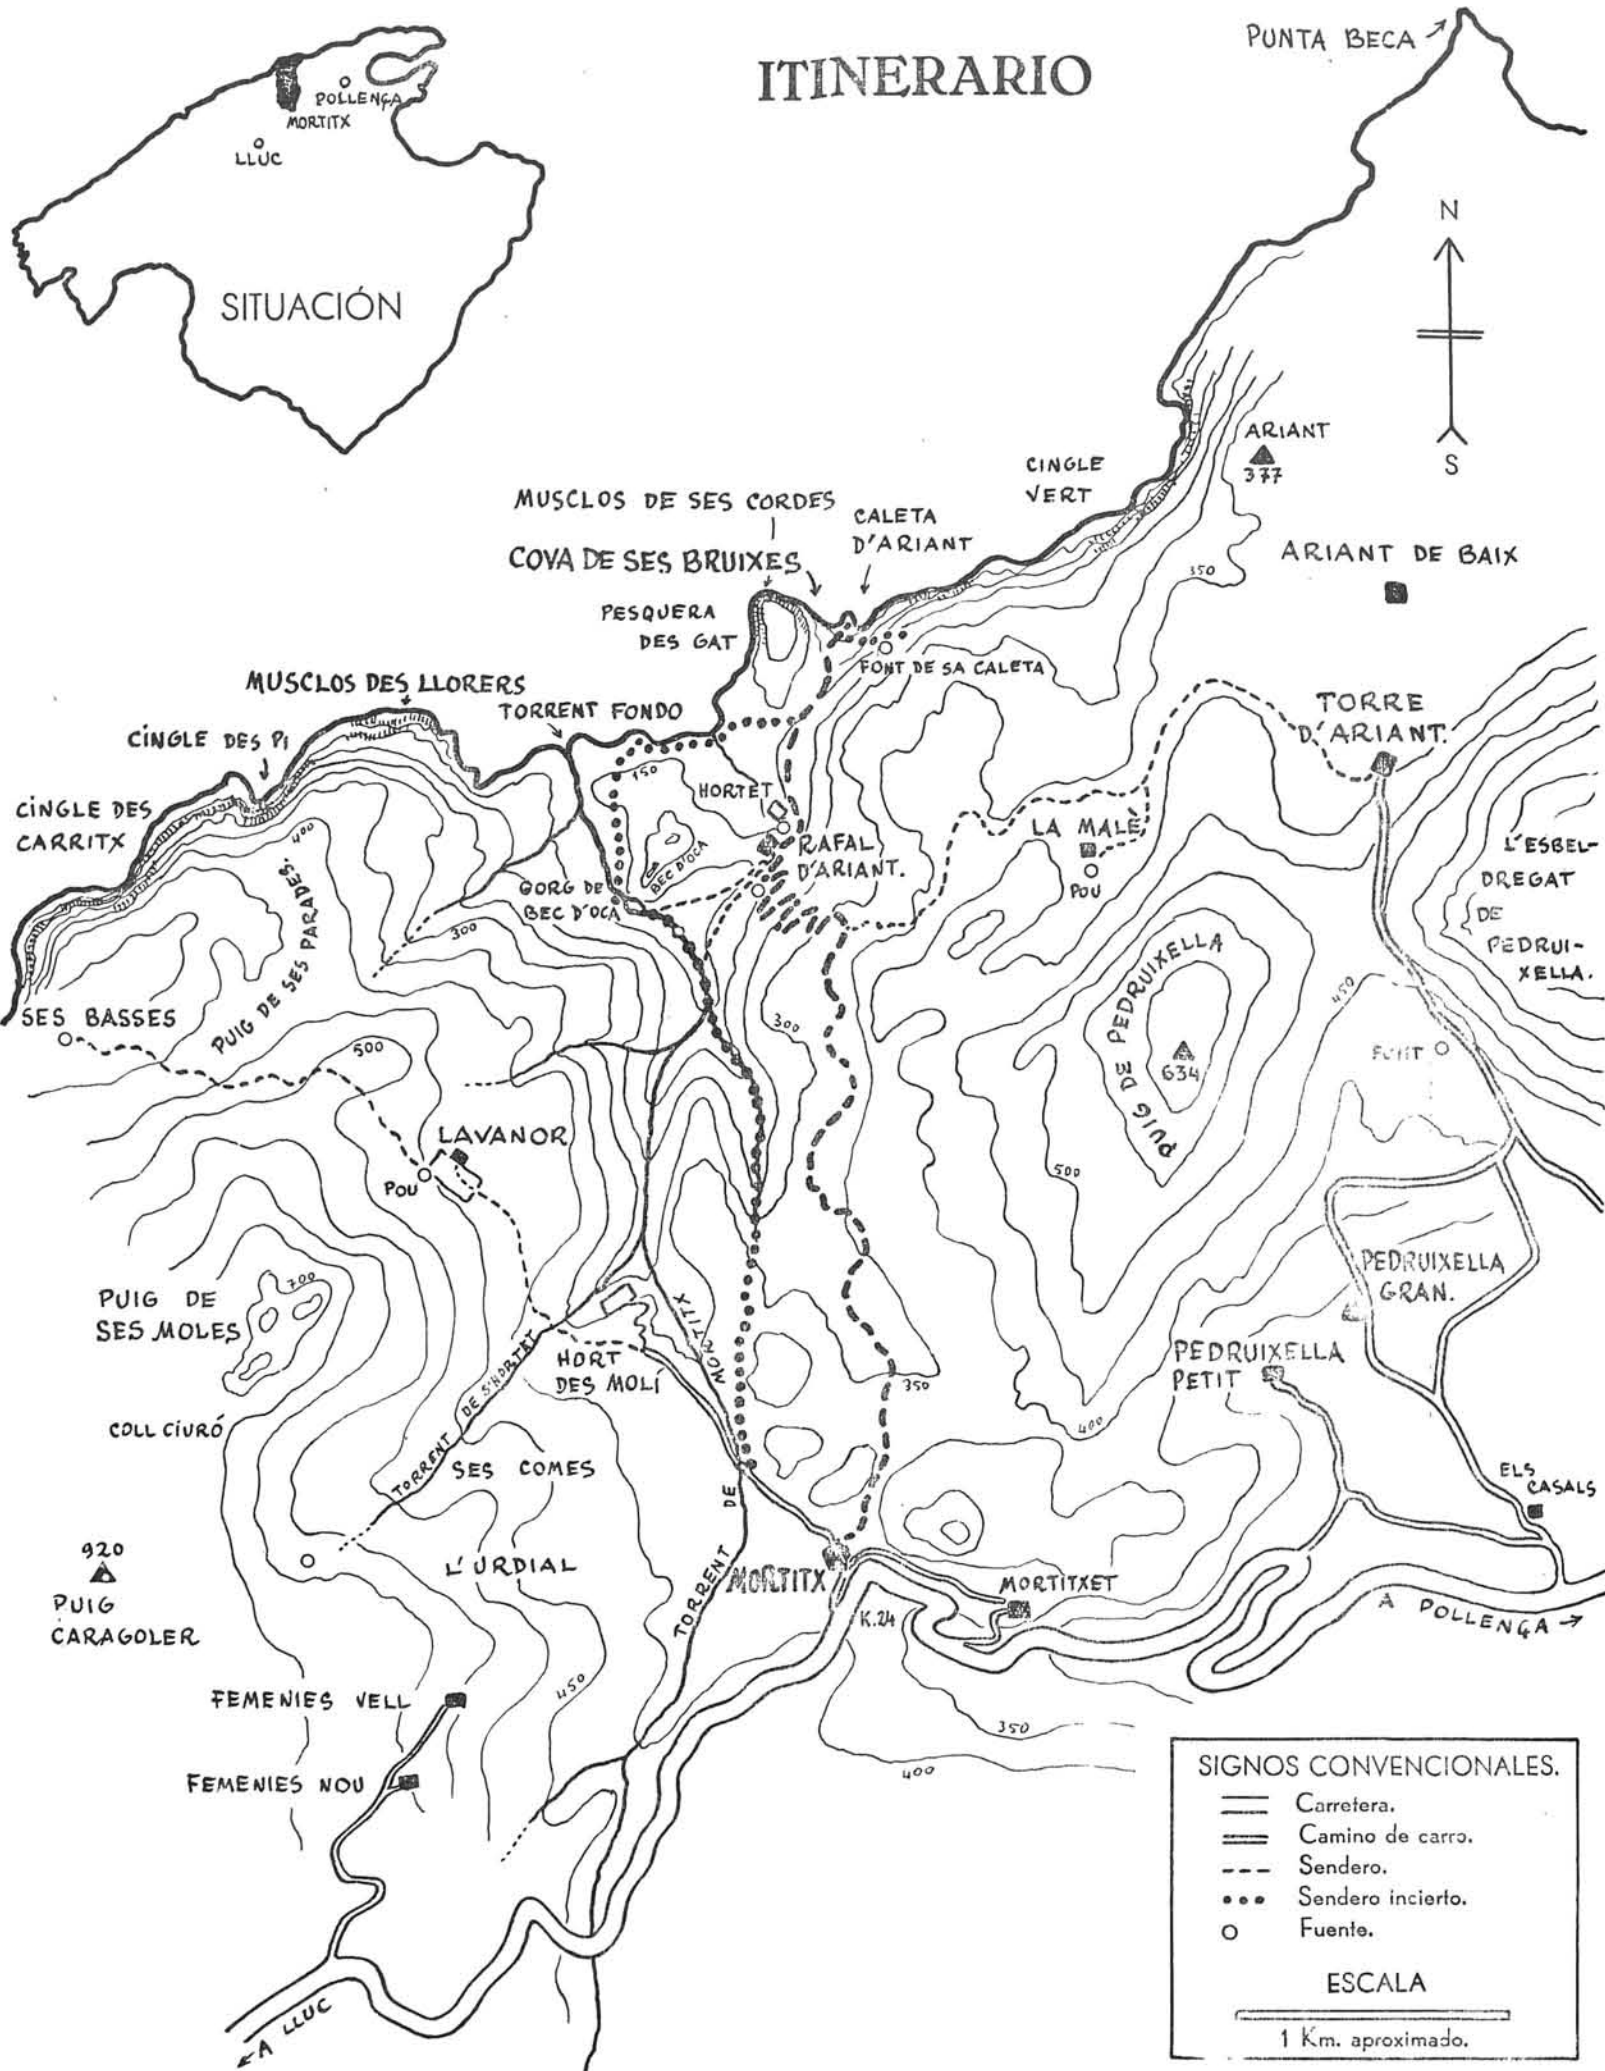 ITINERARIO
PUNTA BECA
POLLENÇA
MORTITX
LLUC
SITUACIÓN
N
S
ARIANT
377
CINGLE
VERT
MUSCLOS DE SES CORDES
CALETA
D'ARIANT
COVA DE SES BRUIXES
ARIANT DE BAIX
350
PESQUERA
DES GAT
FONT DE SA CALETA
MUSCLOS DES LLORERS
TORRENT FONDO
TORRE
D'ARIANT.
CINGLE DES PI
150
HORTET
CINGLE DES
CARRITX
400
LA MALÈ
POU
RAFAL
D'ARIANT.
BEC D'OCA
L'ESBEL-
DREGAT
DE
PEDRUI-
XELLA.
GORG DE
BEC D'OCA
300
PUIG DE SES PARADES.
PUIG DE PEDRUIXELLA
634
450
SES BASSES
300
500
FONT
LAVANOR
POU
500
PEDRUIXELLA
GRAN.
700
PUIG DE
SES MOLES
TORRENT DE MORTITX
TORRENT DE S'HORTAT
HORT
DES MOLÍ
PEDRUIXELLA
PETIT
350
400
COLL CIURÓ
SES COMES
ELS
CASALS
920
PUIG
CARAGOLER
L'URDIAL
MORTITX
MORTITXET
K.24
A POLLENÇA
FEMENIES VELL
450
350
400
FEMENIES NOU
A LLUC
SIGNOS CONVENCIONALES.
Carretera.
Camino de carro.
Sendero.
Sendero incierto.
Fuente.
ESCALA
1 Km. aproximado.